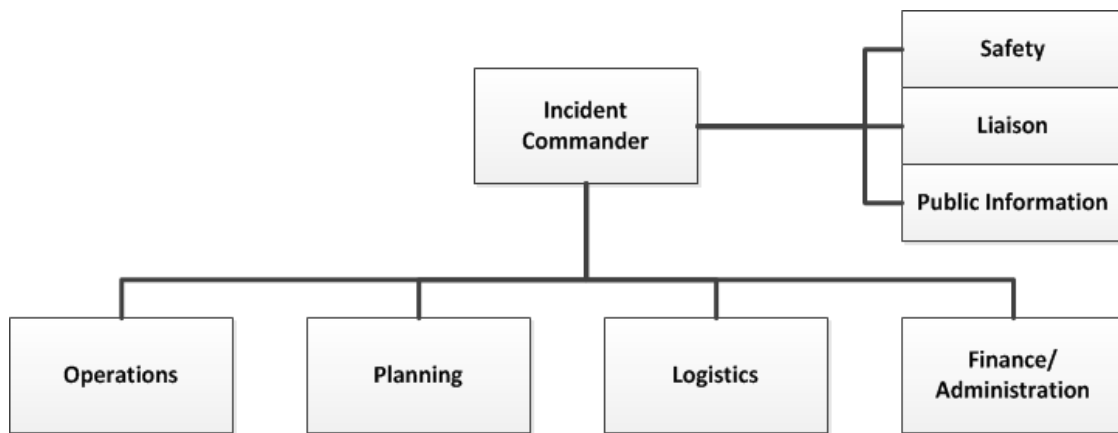 Safety
Incident
Commander
Liaison
Public Information
Operations
Planning
Logistics
Finance/
Administration